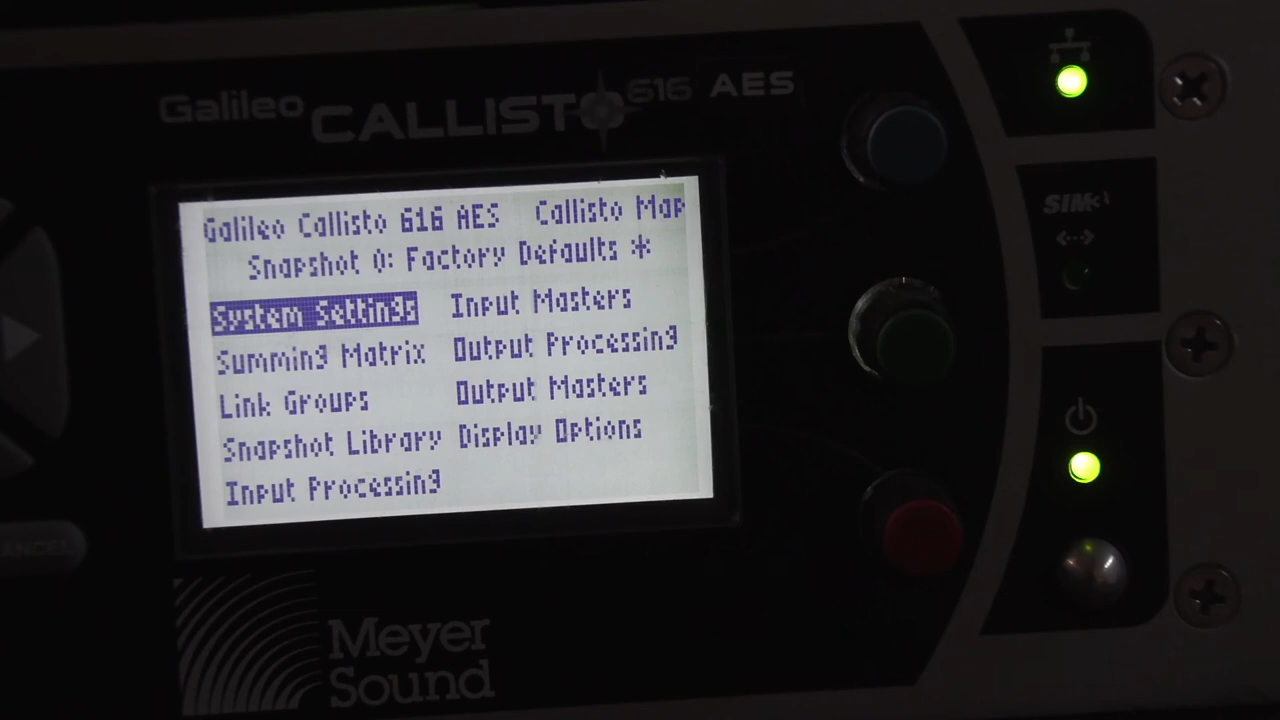 Galileo CALLISTO 616 AES
Galileo Callisto 616 AES Callisto Map
Snapshot 0: Factory Defaults *
System Settings Input Masters
Summing Matrix Output Processing
Link Groups Output Masters
Snapshot Library Display Options
Input Processing
SIM3
Meyer
Sound